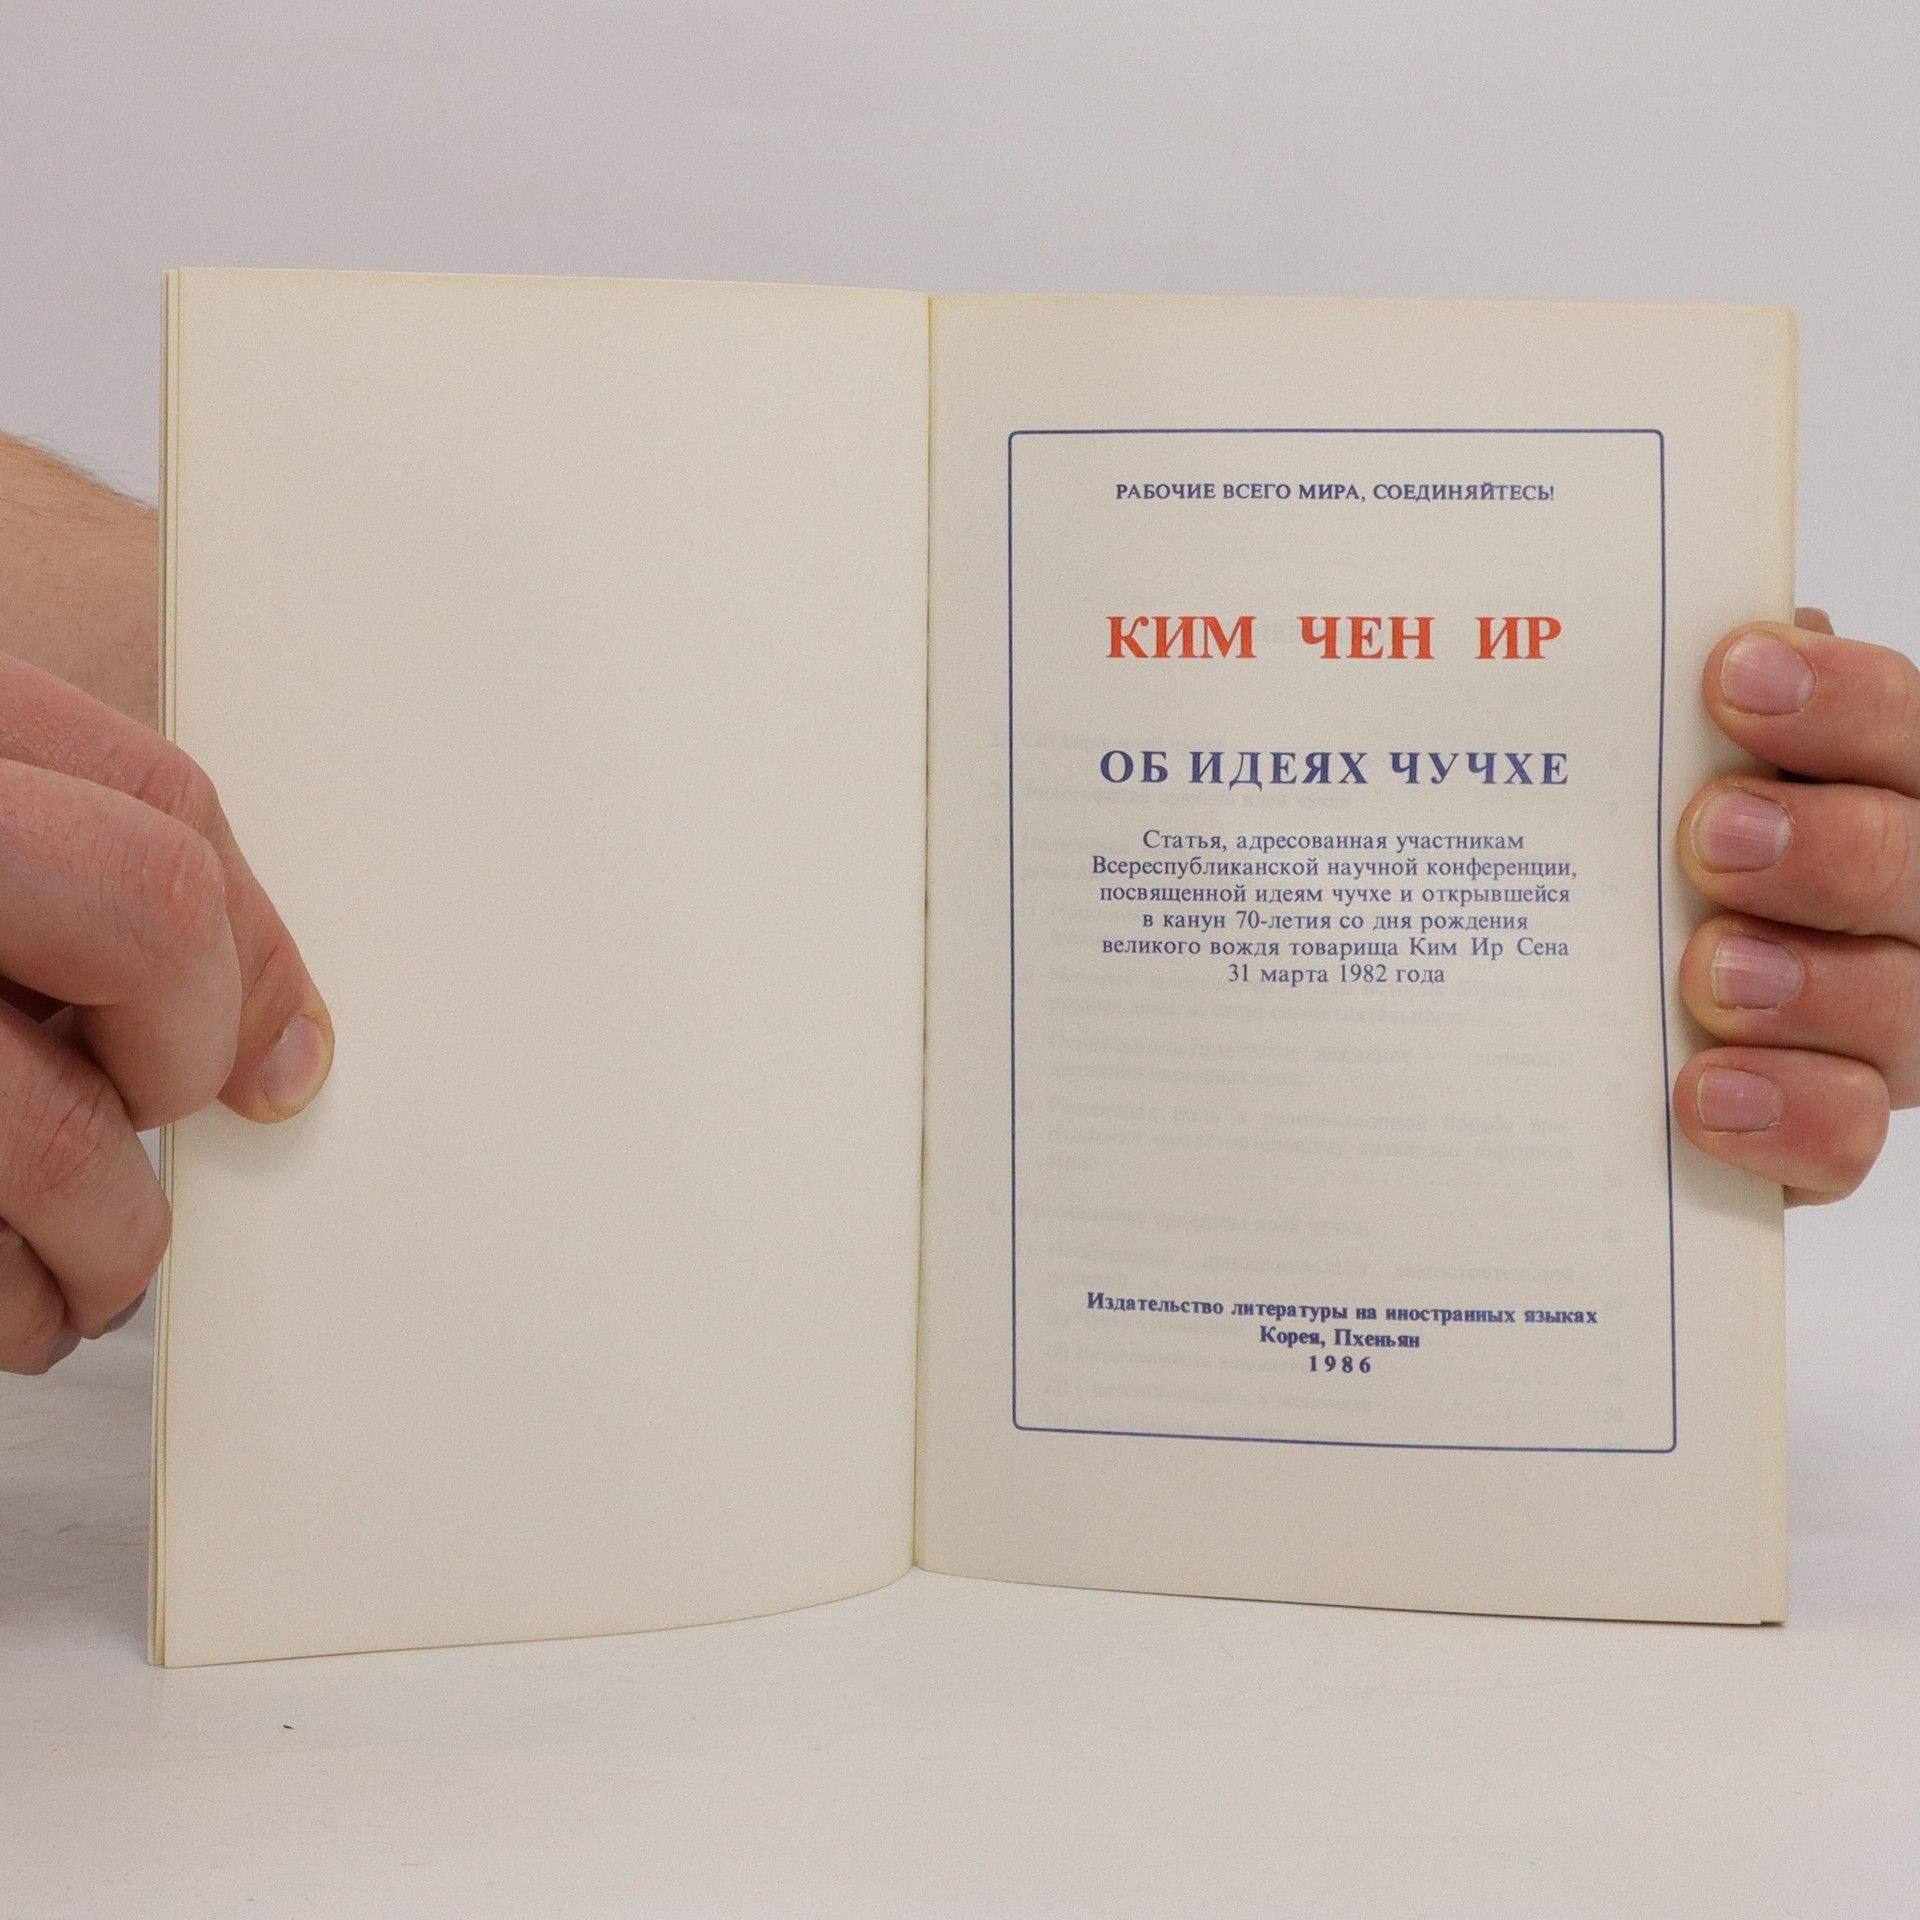 РАБОЧИЕ ВСЕГО МИРА, СОЕДИНЯЙТЕСЬ!
КИМ ЧЕН ИР
ОБ ИДЕЯХ ЧУЧХЕ
Статья, адресованная участникам
Всереспубликанской научной конференции,
посвященной идеям чучхе и открывшейся
в канун 70-летия со дня рождения
великого вождя товарища Ким Ир Сена
31 марта 1982 года
Издательство литературы на иностранных языках
Корея, Пхеньян
1986